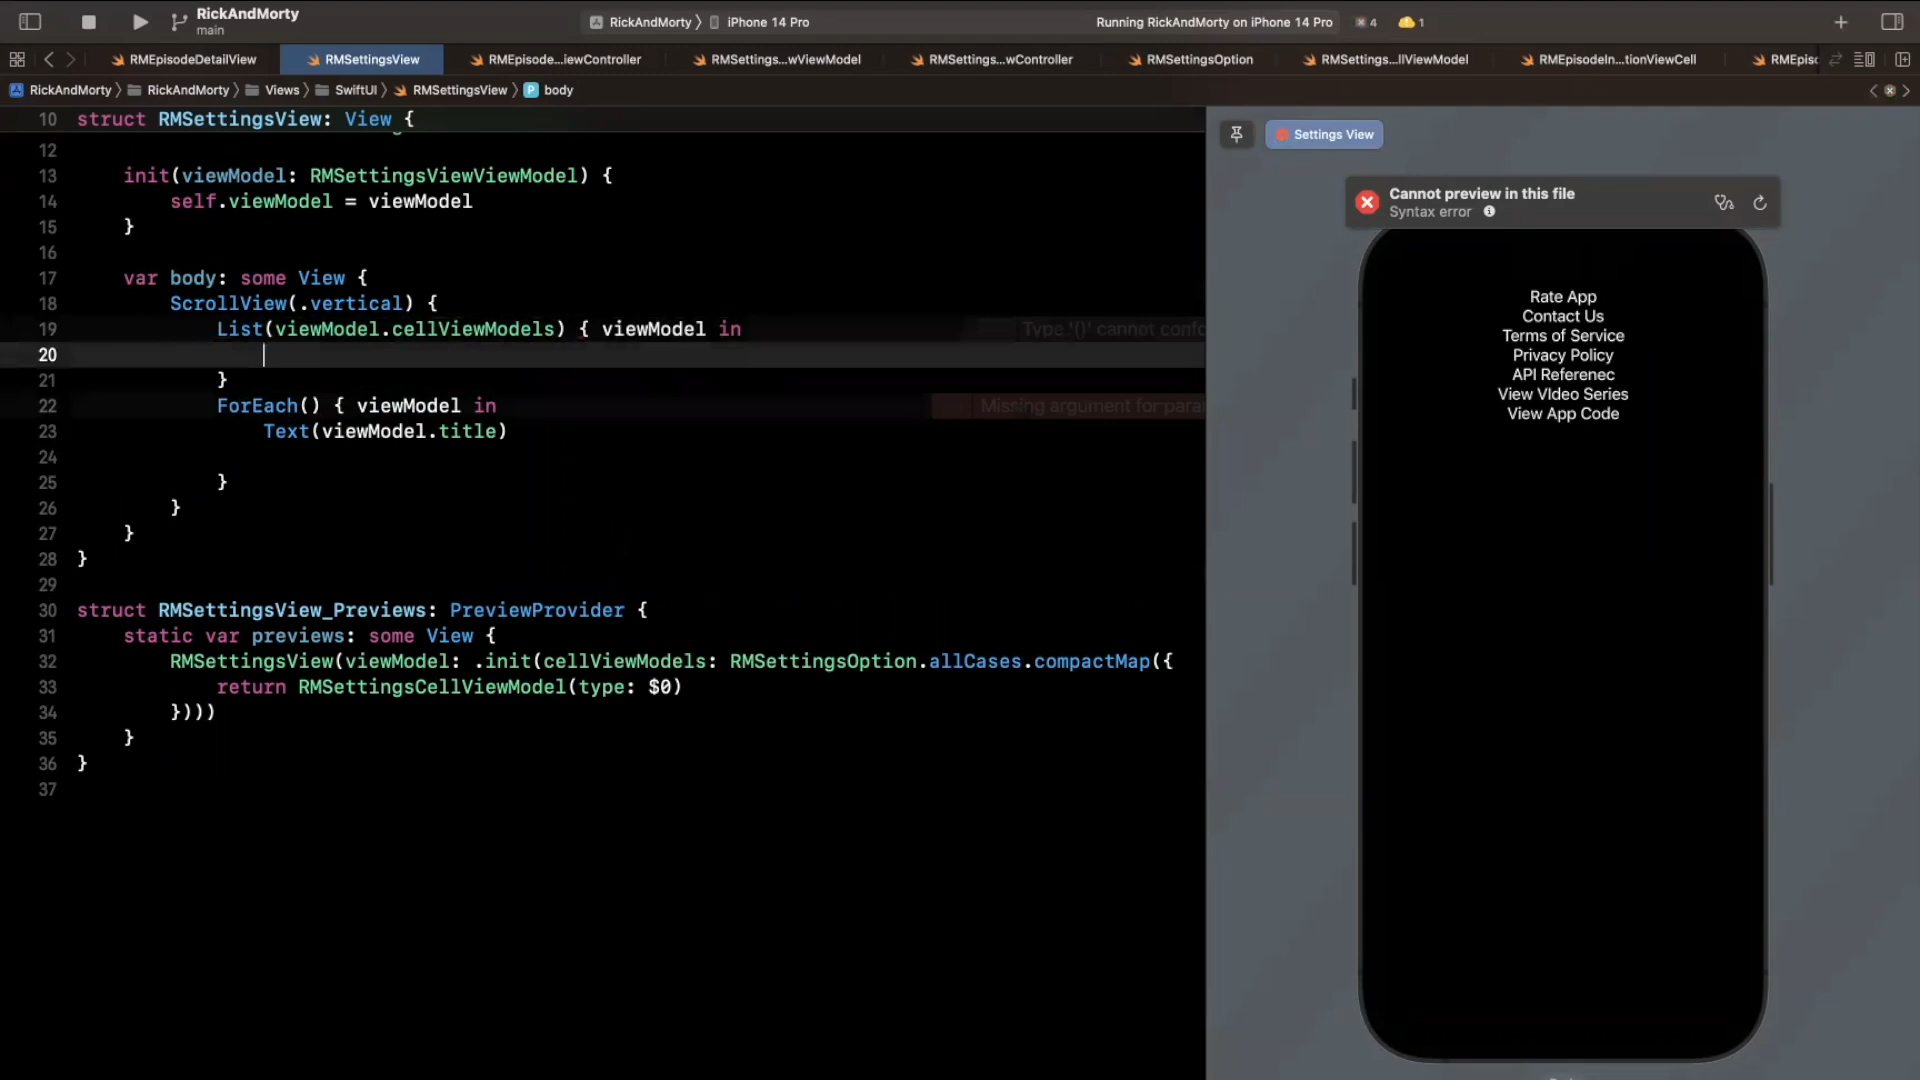 RickAndMorty
main
RickAndMorty 〉 iPhone 14 Pro
Running RickAndMorty on iPhone 14 Pro
4
1
RMEpisodeDetailView
RMSettingsView
RMEpisode...iewController
RMSettings...wViewModel
RMSettings...wController
RMSettingsOption
RMSettings...llViewModel
RMEpisodeIn...tionViewCell
RMEpisc
RickAndMorty 〉 RickAndMorty 〉 Views 〉 SwiftUI 〉 RMSettingsView 〉 P body
10 struct RMSettingsView: View {
12
13 init(viewModel: RMSettingsViewViewModel) {
14 self.viewModel = viewModel
15 }
16
17 var body: some View {
18 ScrollView(.vertical) {
19 List(viewModel.cellViewModels) { viewModel in
Type '()' cannot confo
20
21 }
22 ForEach() { viewModel in
Missing argument for para
23 Text(viewModel.title)
24
25 }
26 }
27 }
28 }
29
30 struct RMSettingsView_Previews: PreviewProvider {
31 static var previews: some View {
32 RMSettingsView(viewModel: .init(cellViewModels: RMSettingsOption.allCases.compactMap({
33 return RMSettingsCellViewModel(type: $0)
34 })))
35 }
36 }
37
Settings View
Cannot preview in this file
Syntax error
Rate App
Contact Us
Terms of Service
Privacy Policy
API Referenec
View VIdeo Series
View App Code